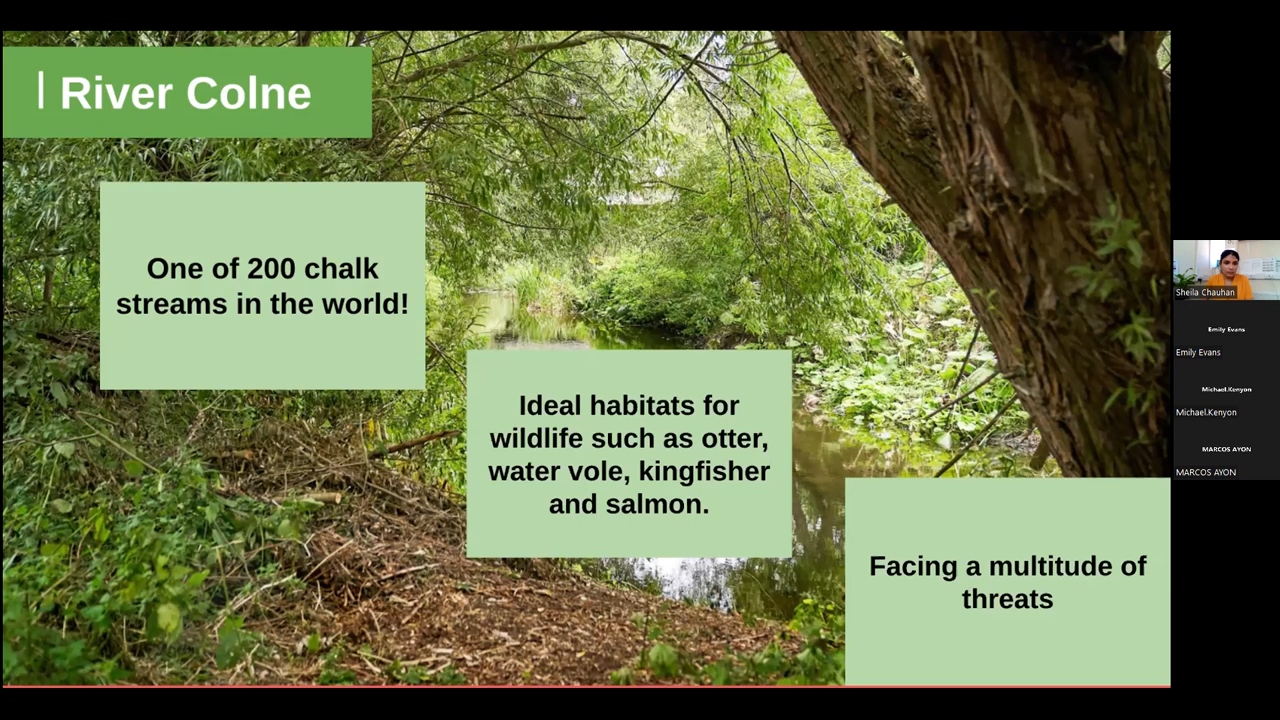 River Colne
One of 200 chalk
streams in the world!
Ideal habitats for
wildlife such as otter,
water vole, kingfisher
and salmon.
Facing a multitude of
threats
Sheila Chauhan
Emily Evans
Emily Evans
Michael.Kenyon
Michael.Kenyon
MARCOS AYON
MARCOS AYON